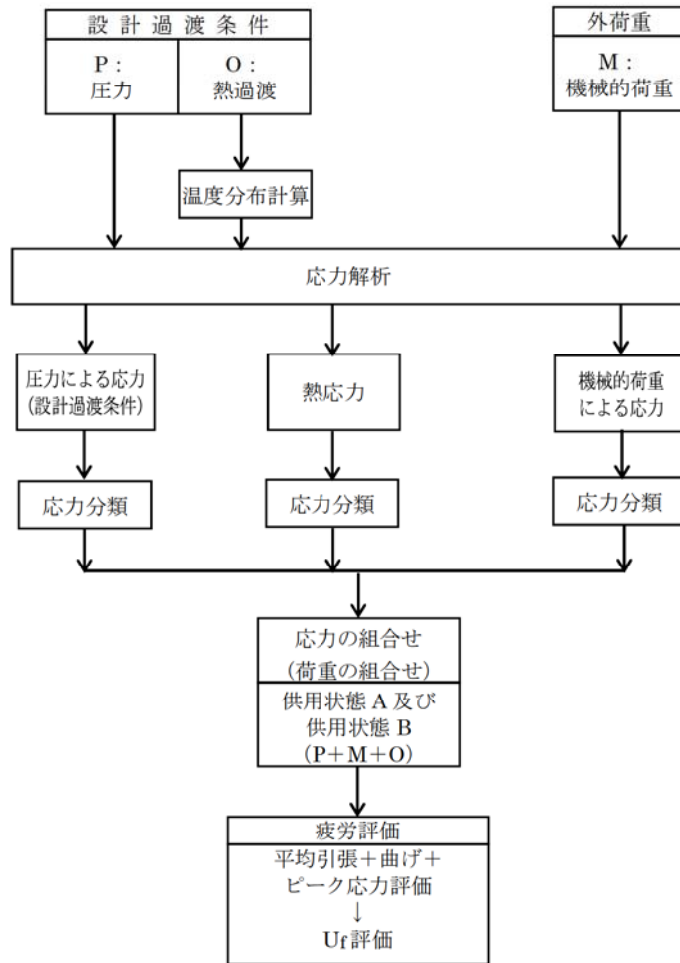 設計過渡条件
P：
圧力
O：
熱過渡
外荷重
M：
機械的荷重
温度分布計算
応力解析
圧力による応力
(設計過渡条件)
熱応力
機械的荷重
による応力
応力分類
応力分類
応力分類
応力の組合せ
(荷重の組合せ)
供用状態 A 及び
供用状態 B
(P+M+O)
疲労評価
平均引張+曲げ+
ピーク応力評価
↓
Uf評価